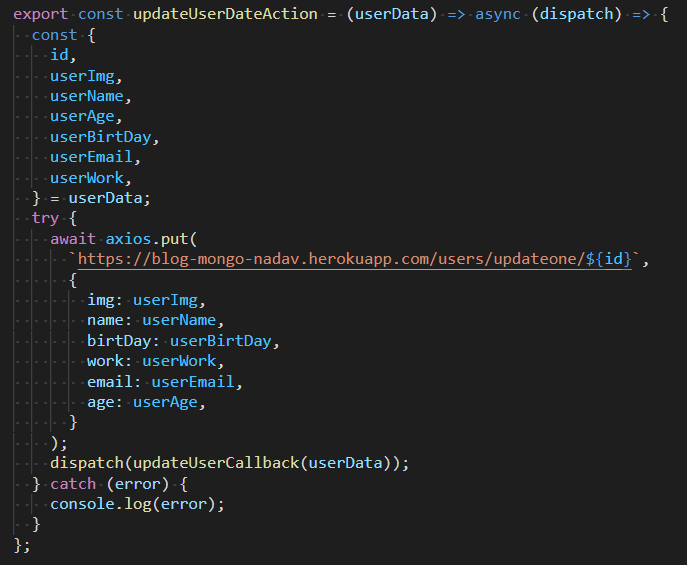 export const updateUserDateAction = (userData) => async (dispatch) => {
  const {
    id,
    userImg,
    userName,
    userAge,
    userBirtDay,
    userEmail,
    userWork,
  } = userData;
  try {
    await axios.put(
      `https://blog-mongo-nadav.herokuapp.com/users/updateone/${id}`,
      {
        img: userImg,
        name: userName,
        birtDay: userBirtDay,
        work: userWork,
        email: userEmail,
        age: userAge,
      }
    );
    dispatch(updateUserCallback(userData));
  } catch (error) {
    console.log(error);
  }
};